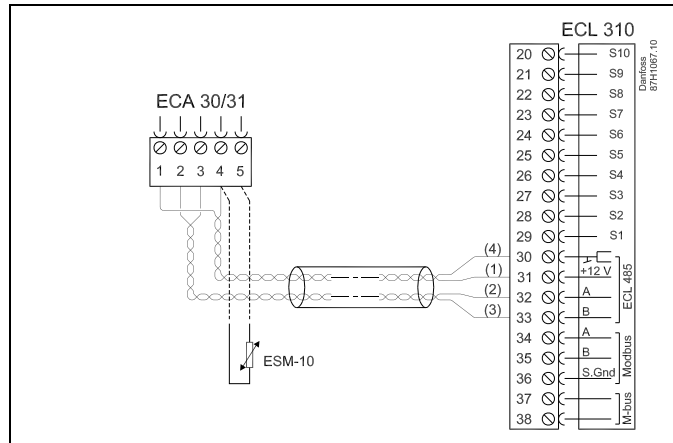 ECL 310
Danfoss
87H1067.10
20 S10
21 S9
22 S8
23 S7
24 S6
25 S5
26 S4
27 S3
28 S2
29 S1
(4) 30
(1) 31 +12 V
(2) 32 A
(3) 33 B
ECL 485
34 A
35 B
36 S.Gnd
Modbus
37
38
M-bus
ECA 30/31
1 2 3 4 5
ESM-10